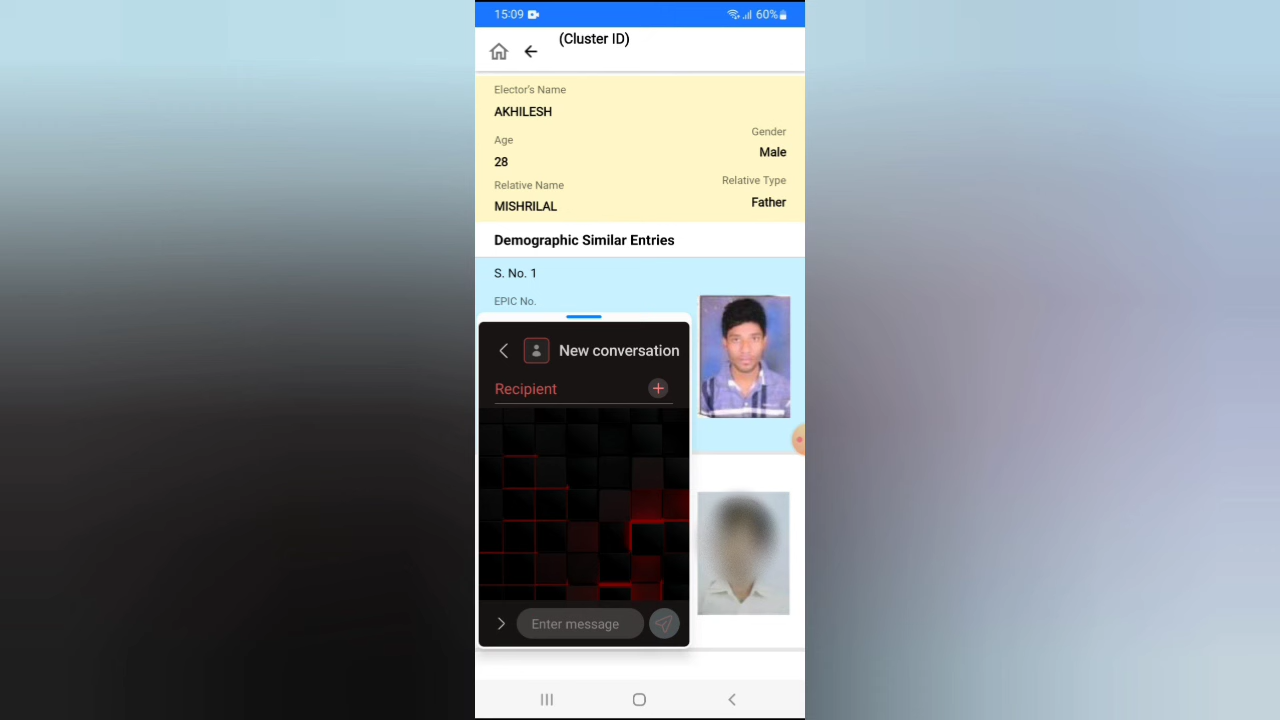 15:09 60%
(Cluster ID)
Elector's Name
AKHILESH
Gender
Age
Male
28
Relative Name
Relative Type
MISHRILAL
Father
Demographic Similar Entries
S. No. 1
EPIC No.
New conversation
Recipient
Enter message